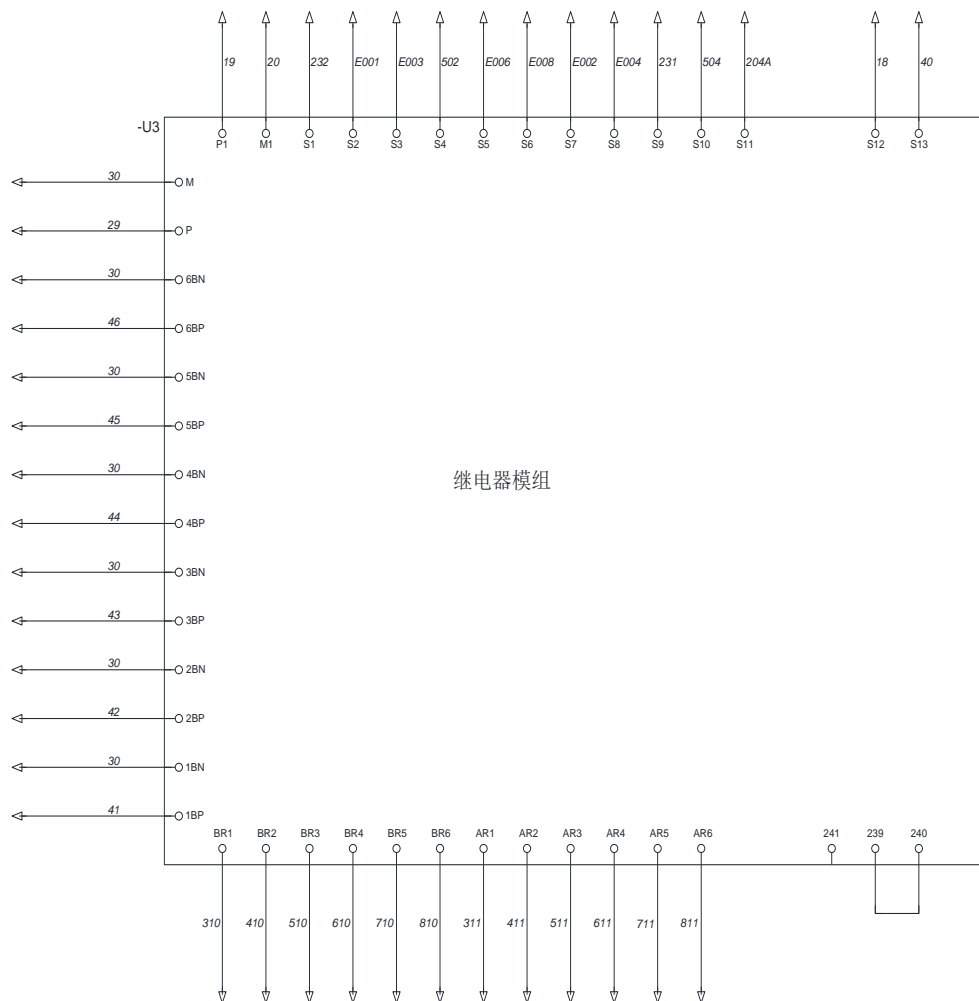 19 20 232 E001 E003 502 E006 E008 E002 E004 231 504 204A 18 40
-U3
P1 M1 S1 S2 S3 S4 S5 S6 S7 S8 S9 S10 S11 S12 S13
30 M
29 P
30 6BN
46 6BP
30 5BN
45 5BP
30 4BN
继电器模组
44 4BP
30 3BN
43 3BP
30 2BN
42 2BP
30 1BN
41 1BP
BR1 BR2 BR3 BR4 BR5 BR6 AR1 AR2 AR3 AR4 AR5 AR6 241 239 240
310 410 510 610 710 810 311 411 511 611 711 811